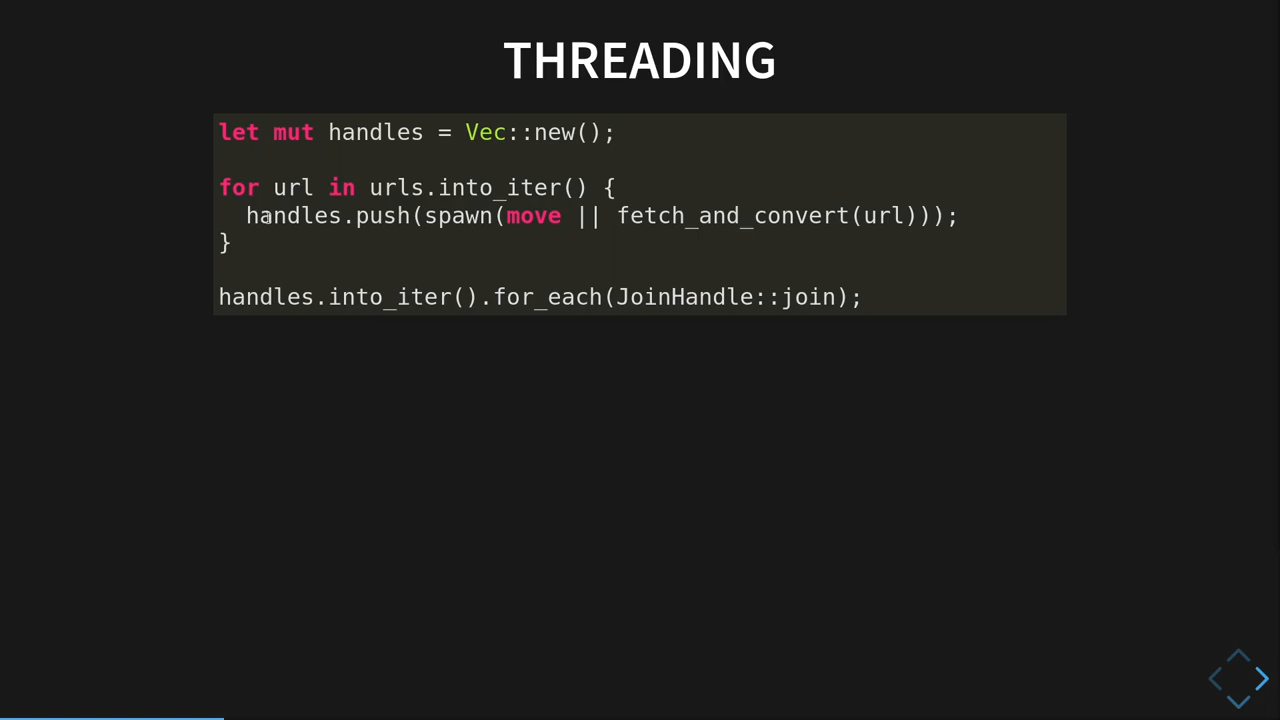 THREADING
let mut handles = Vec::new();
for url in urls.into_iter() {
handles.push(spawn(move || fetch_and_convert(url)));
}
handles.into_iter().for_each(JoinHandle::join);